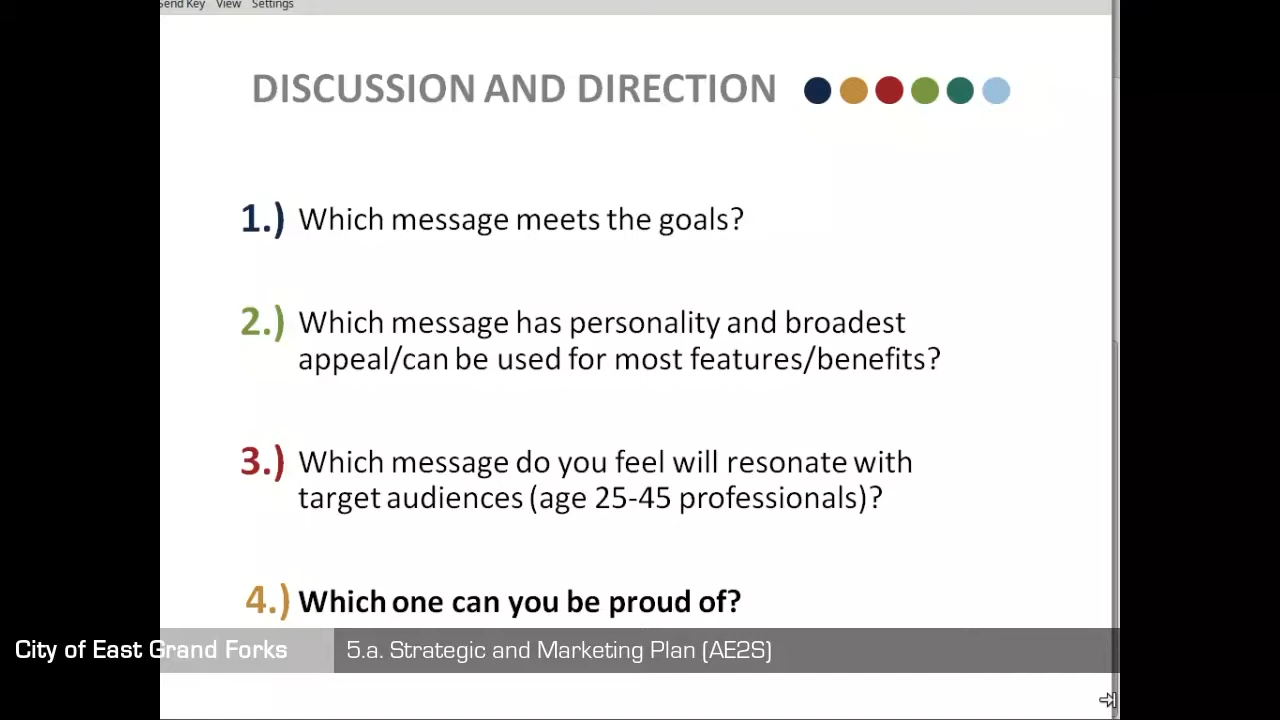 Send Key View Settings
DISCUSSION AND DIRECTION
1.) Which message meets the goals?
2.) Which message has personality and broadest
appeal/can be used for most features/benefits?
3.) Which message do you feel will resonate with
target audiences (age 25-45 professionals)?
4.) Which one can you be proud of?
City of East Grand Forks 5.a. Strategic and Marketing Plan (AE2S)